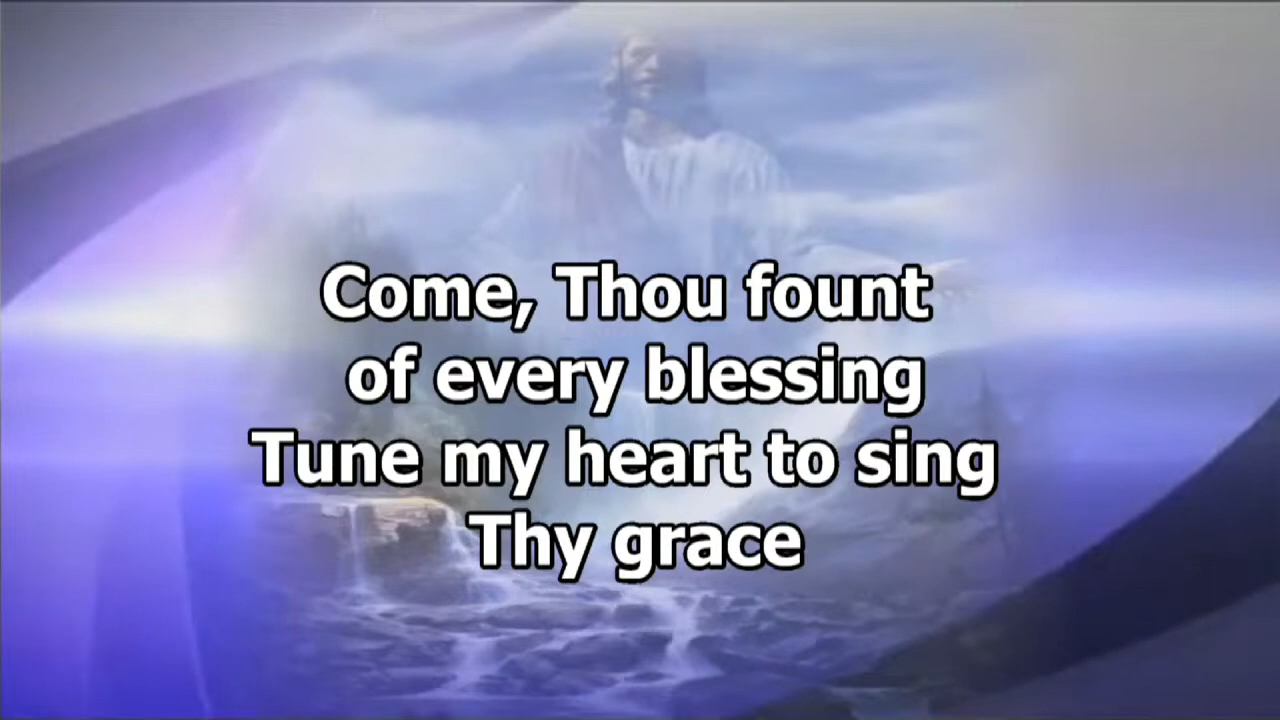 Come, Thou fount
of every blessing
Tune my heart to sing
Thy grace